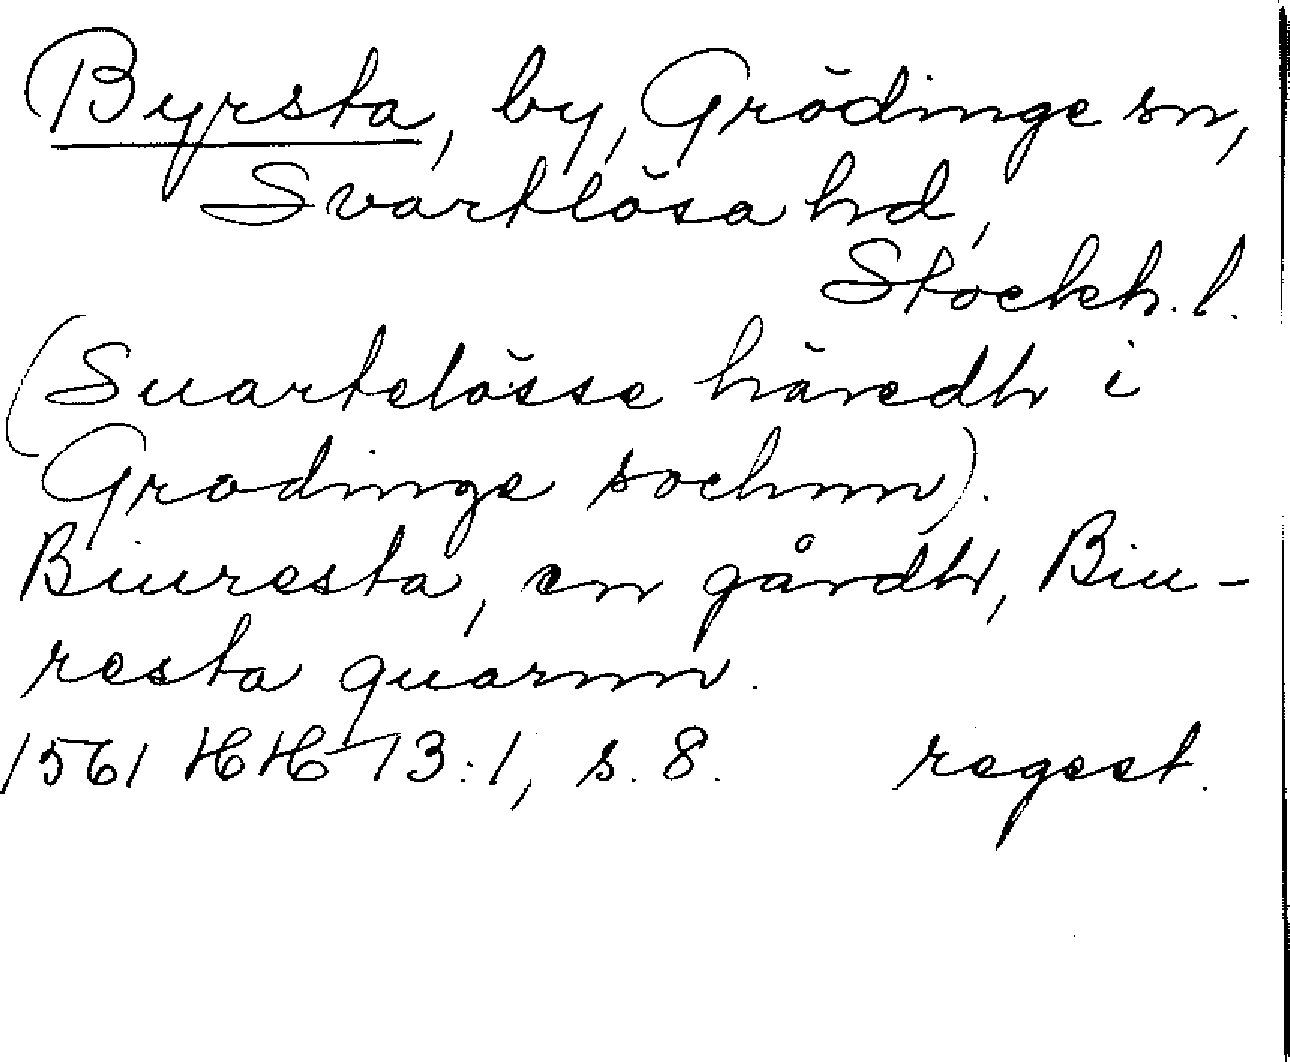 Byrsta, by, Grödinge sn,
Svartlösa hd,
Stockh. l.
(Suartelösse häredh i
Grodinge sochnn).
Biuresta, en gårdh, Biu-
resta quarnn.
1561 HH 13:1, s. 8. regest.